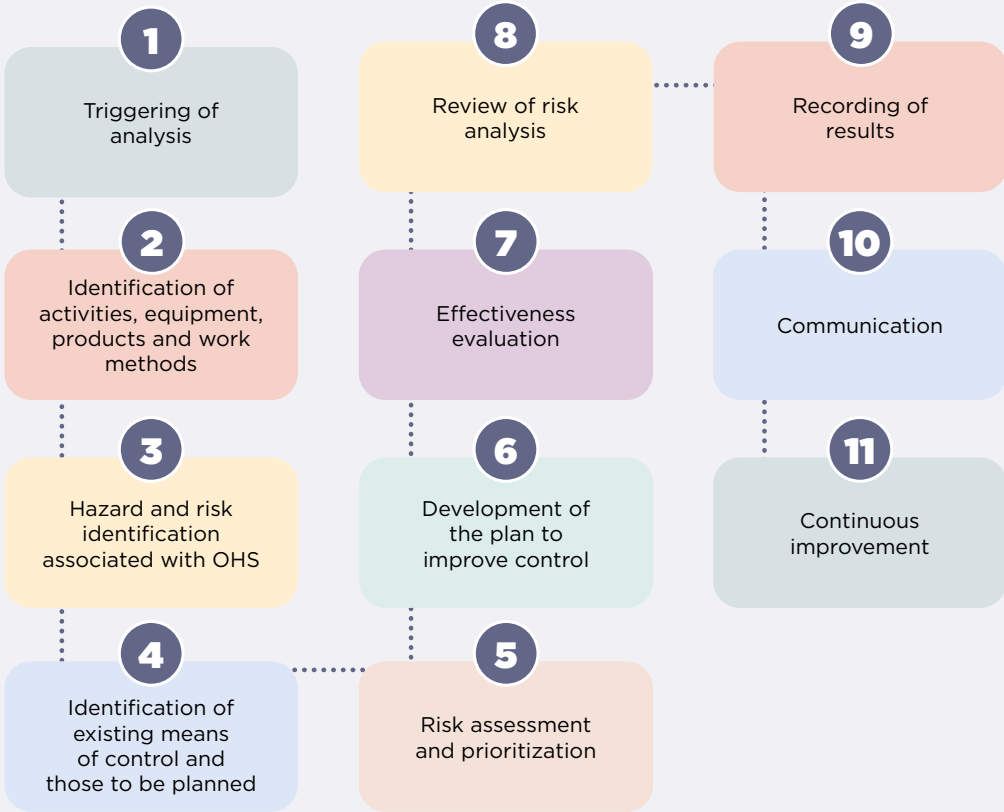 1
Triggering of
analysis
2
Identification of
activities, equipment,
products and work
methods
3
Hazard and risk
identification
associated with OHS
4
Identification of
existing means
of control and
those to be planned
5
Risk assessment
and prioritization
6
Development of
the plan to
improve control
7
Effectiveness
evaluation
8
Review of risk
analysis
9
Recording of
results
10
Communication
11
Continuous
improvement